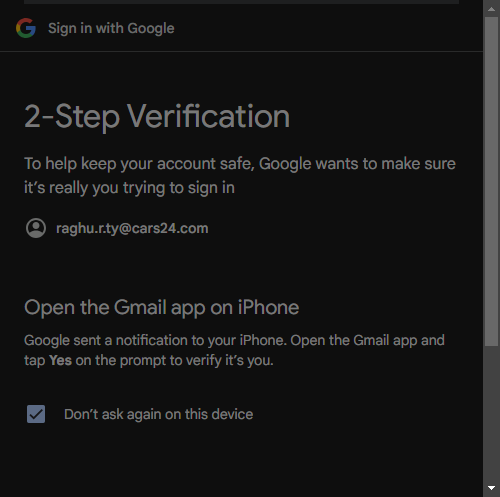 Sign in with Google
2-Step Verification
To help keep your account safe, Google wants to make sure
it’s really you trying to sign in
raghu.r.ty@cars24.com
Open the Gmail app on iPhone
Google sent a notification to your iPhone. Open the Gmail app and
tap Yes on the prompt to verify it’s you.
Don’t ask again on this device